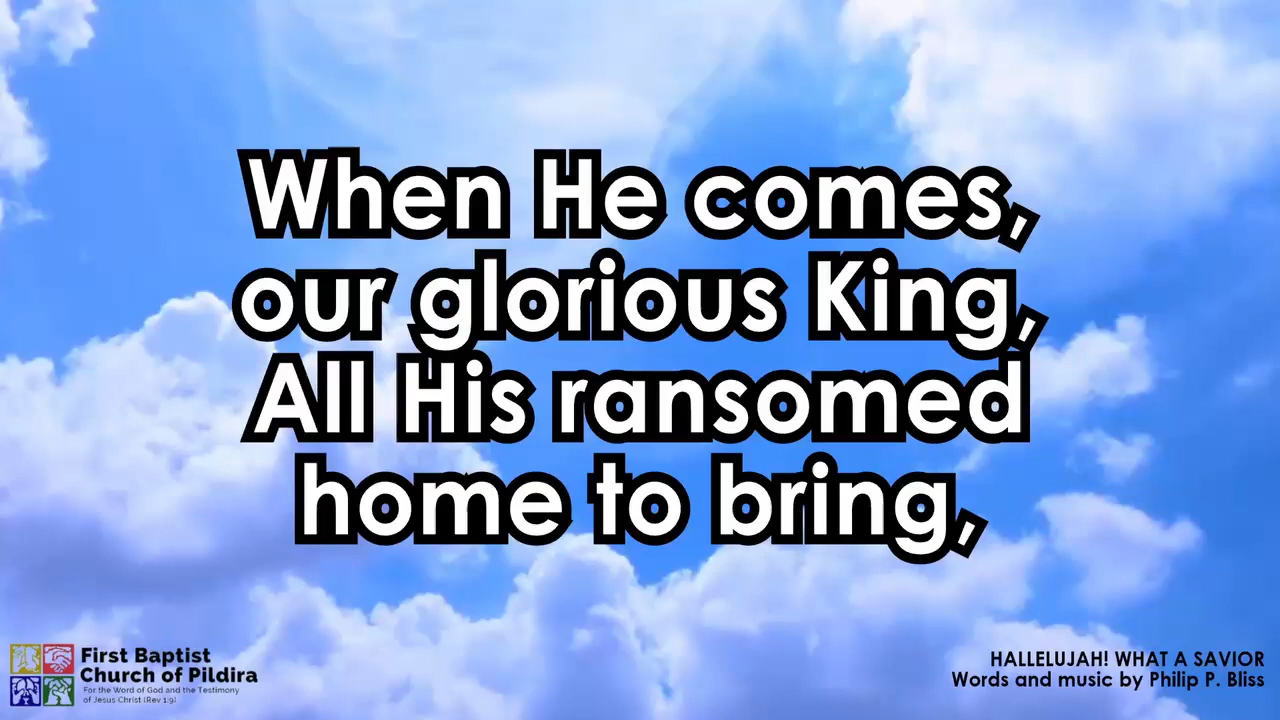 When He comes,
our glorious King,
All His ransomed
home to bring,
First Baptist
Church of Pildira
For the Word of God and the Testimony
of Jesus Christ (Rev 1:9)
HALLELUJAH! WHAT A SAVIOR
Words and music by Philip P. Bliss